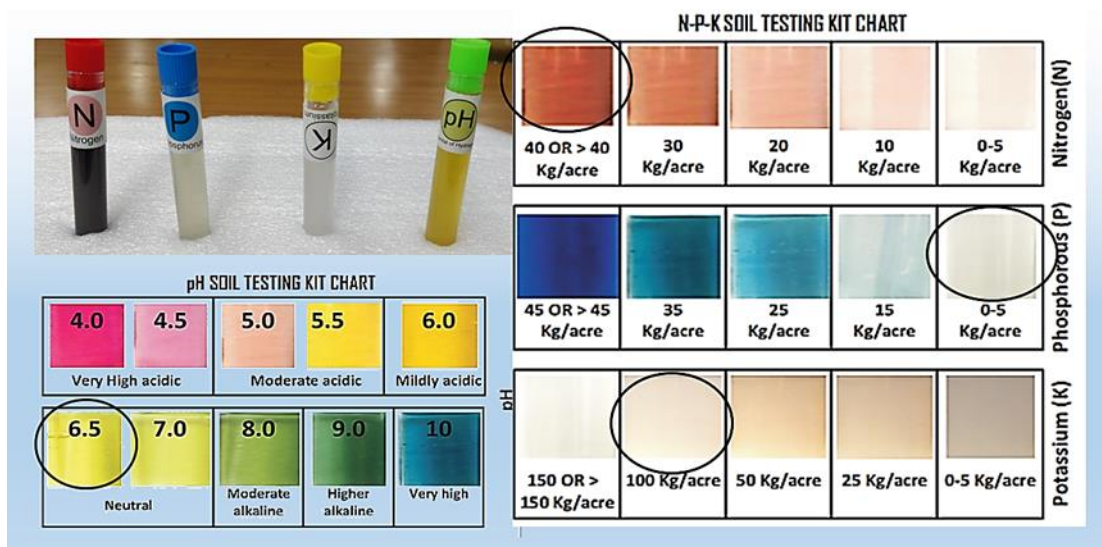 N
Nitrogen
P
phosphorus
K
potassium
pH
of Hydrogen
pH SOIL TESTING KIT CHART
4.0 4.5 5.0 5.5 6.0
Very High acidic Moderate acidic Mildly acidic
6.5 7.0 8.0 9.0 10
Neutral Moderate alkaline Higher alkaline Very high
pH
N-P-K SOIL TESTING KIT CHART
40 OR > 40 Kg/acre
30 Kg/acre
20 Kg/acre
10 Kg/acre
0-5 Kg/acre
Nitrogen(N)
45 OR > 45 Kg/acre
35 Kg/acre
25 Kg/acre
15 Kg/acre
0-5 Kg/acre
Phosphorous (P)
150 OR > 150 Kg/acre
100 Kg/acre
50 Kg/acre
25 Kg/acre
0-5 Kg/acre
Potassium (K)